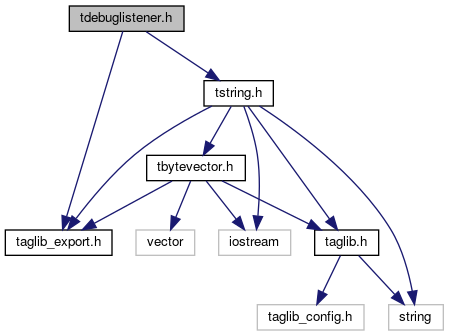 tdebuglistener.h
tstring.h
tbytevector.h
taglib_export.h
vector
iostream
taglib.h
taglib_config.h
string